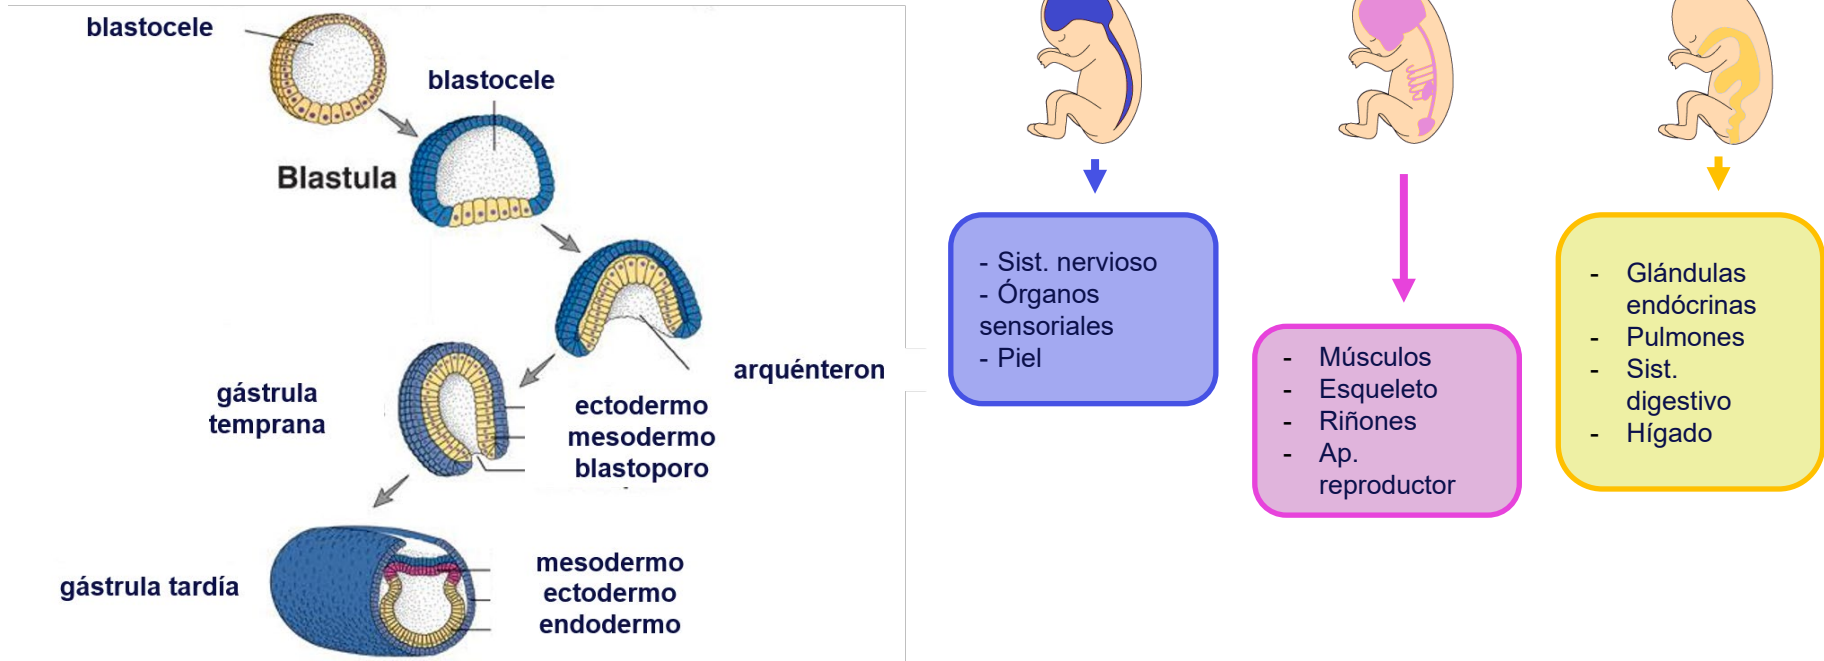 blastocele
blastocele
Blastula
arquénteron
gástrula
temprana
ectodermo
mesodermo
blastoporo
gástrula tardía
mesodermo
ectodermo
endodermo
- Sist. nervioso
- Órganos
sensoriales
- Piel
- Músculos
- Esqueleto
- Riñones
- Ap.
reproductor
- Glándulas
endócrinas
- Pulmones
- Sist.
digestivo
- Hígado